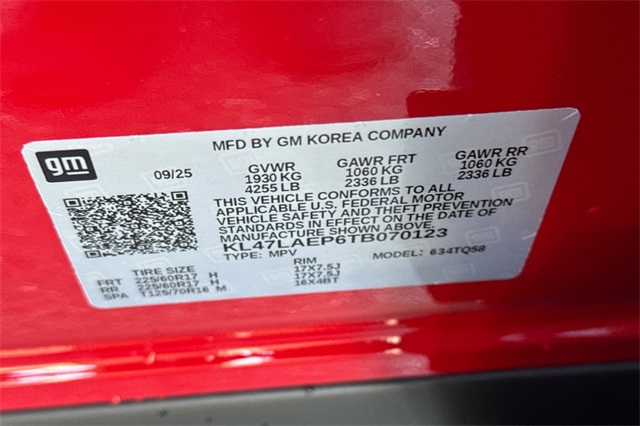 gm
MFD BY GM KOREA COMPANY
09/25
GVWR GAWR FRT GAWR RR
1930 KG 1060 KG 1060 KG
4255 LB 2336 LB 2336 LB
THIS VEHICLE CONFORMS TO ALL
APPLICABLE U.S. FEDERAL MOTOR
VEHICLE SAFETY AND THEFT PREVENTION
STANDARDS IN EFFECT ON THE DATE OF
MANUFACTURE SHOWN ABOVE
KL47LAEP6TB070123
TYPE: MPV MODEL: 634TQ58
TIRE SIZE RIM
FRT 225/60R17 H 17X7.5J
RR 225/60R17 H 17X7.5J
SPA T125/70R16 M 16X4BT